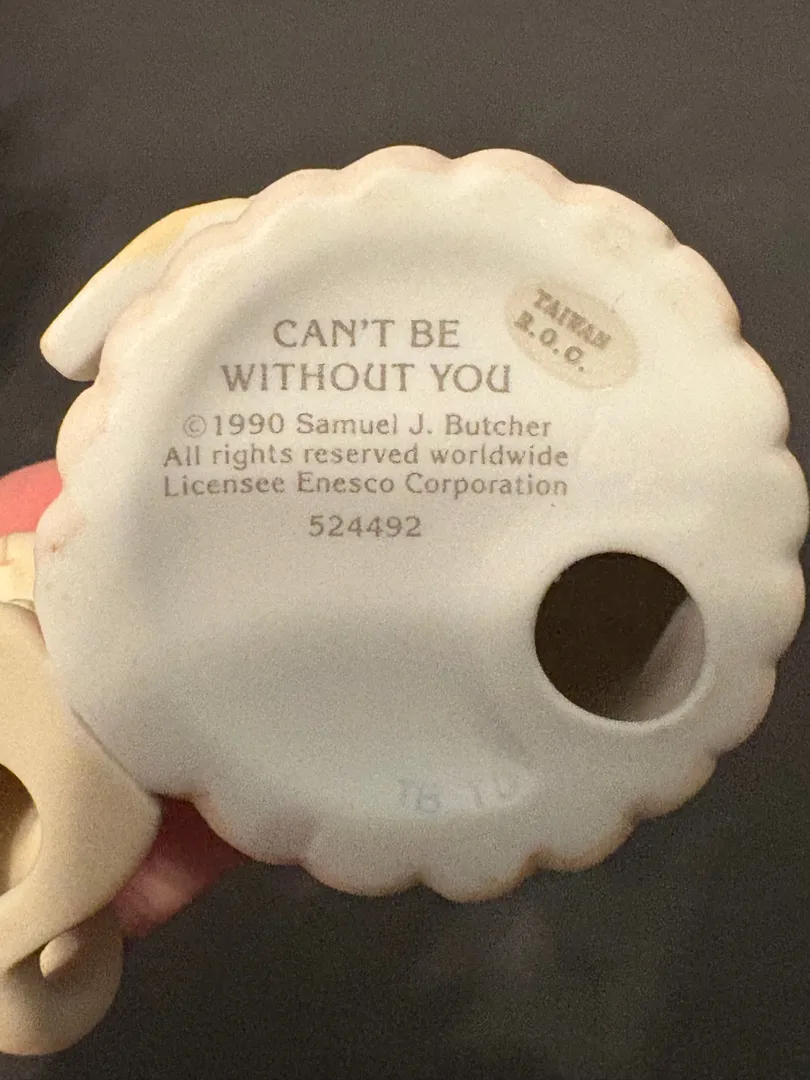 CAN'T BE
WITHOUT YOU
©1990 Samuel J. Butcher
All rights reserved worldwide
Licensee Enesco Corporation
524492
TAIWAN
R.O.C.